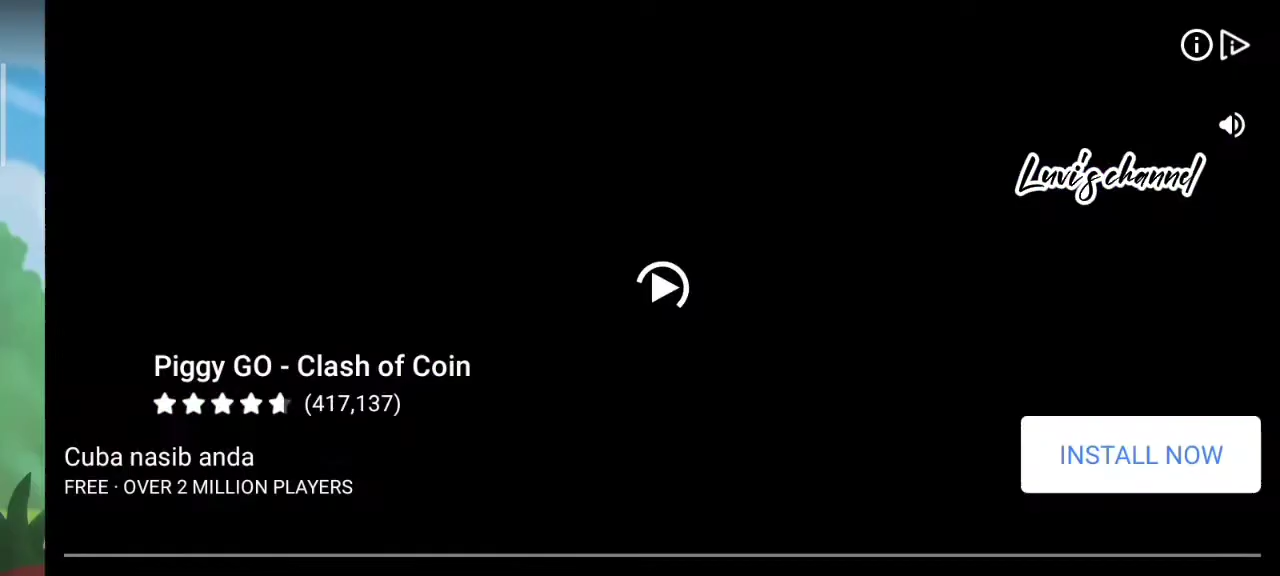 Luvi's channel
Piggy GO - Clash of Coin
(417,137)
Cuba nasib anda
FREE · OVER 2 MILLION PLAYERS
INSTALL NOW